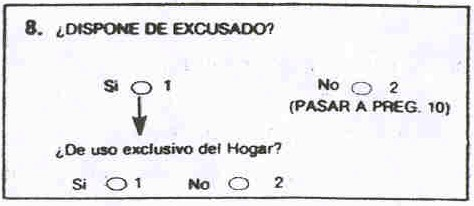 8. ¿DISPONE DE EXCUSADO?
Si 1 No 2
(PASAR A PREG. 10)
¿De uso exclusivo del Hogar?
Si 1 No 2